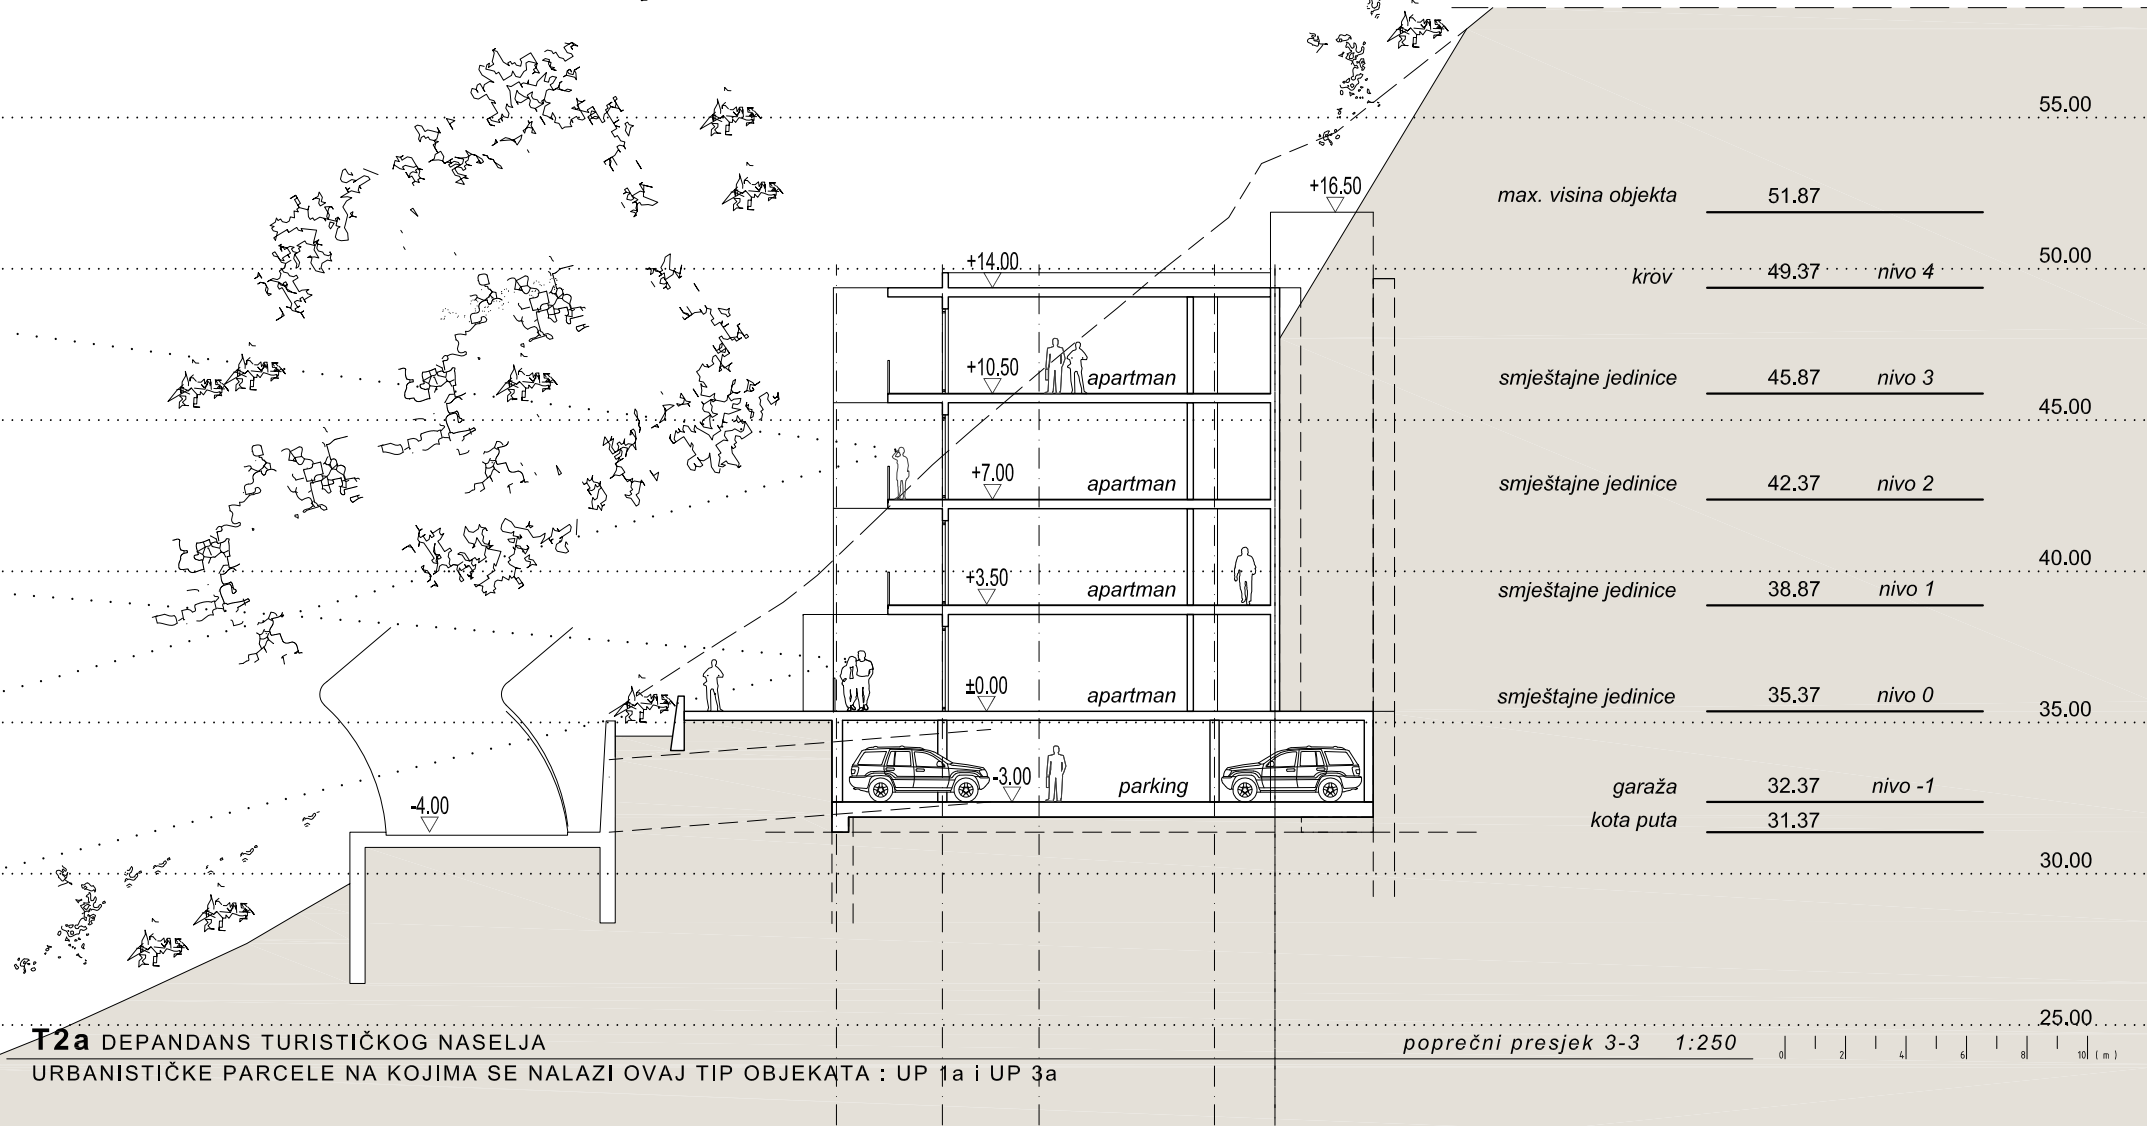 55.00
+16.50
max. visina objekta 51.87
+14.00
50.00
krov 49.37 nivo 4
+10.50 apartman
smještajne jedinice 45.87 nivo 3
45.00
+7.00 apartman
smještajne jedinice 42.37 nivo 2
40.00
+3.50 apartman
smještajne jedinice 38.87 nivo 1
±0.00 apartman
smještajne jedinice 35.37 nivo 0
35.00
-3.00 parking
garaža 32.37 nivo -1
-4.00
kota puta 31.37
30.00
25.00
T2a DEPANDANS TURISTIČKOG NASELJA
poprečni presjek 3-3 1:250
0 2 4 6 8 10 (m)
URBANISTIČKE PARCELE NA KOJIMA SE NALAZI OVAJ TIP OBJEKATA : UP 1a i UP 3a